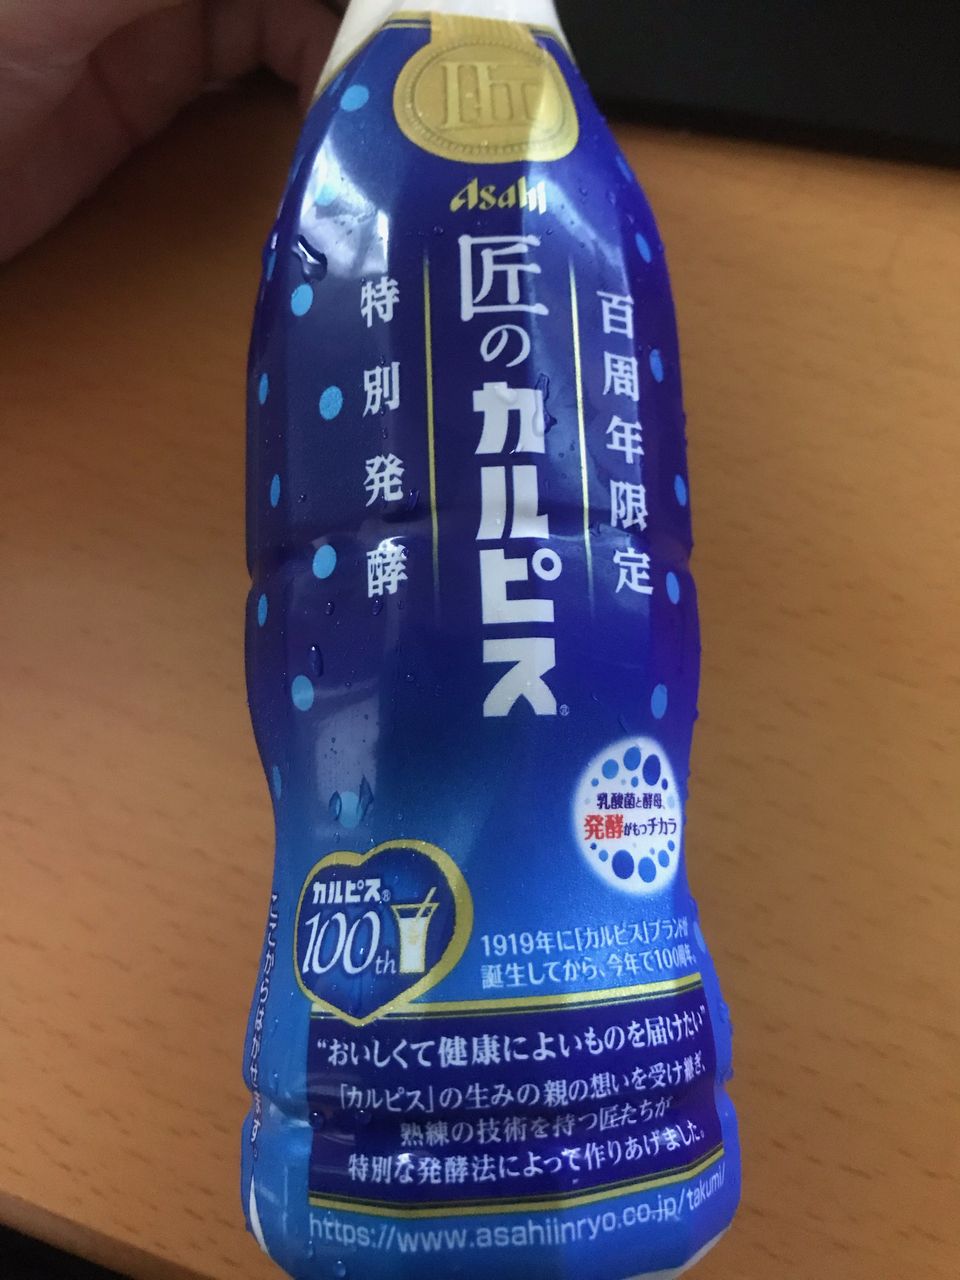 匠
Asahi
百周年限定
匠のカルピス®
特別発酵
乳酸菌と酵母、
発酵がもつチカラ
カルピス®
100th
1919年に「カルピス」ブランドが
誕生してから、今年で100周年。
“おいしくて健康によいものを届けたい”
「カルピス」の生みの親の想いを受け継ぎ、
熟練の技術を持つ匠たちが
特別な発酵法によって作りあげました。
https://www.asahiinryo.co.jp/takumi/